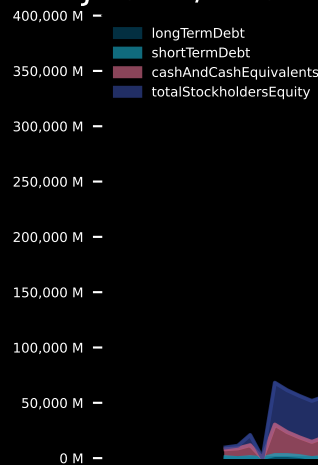 400,000 M
longTermDebt
shortTermDebt
350,000 M
cashAndCashEquivalents
totalStockholdersEquity
300,000 M
250,000 M
200,000 M
150,000 M
100,000 M
50,000 M
0 M